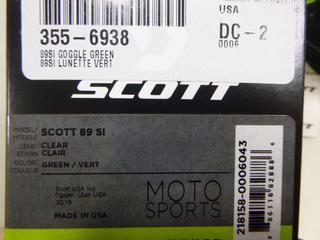 USA
DC-2
0006
355-6938
89SI GOGGLE GREEN
89SI LUNETTE VERT
SCOTT
MODEL/
MODELE
SCOTT 89 SI
LENS/
ECRAN
CLEAR
CLAIR
COLOR/
COULEUR
GREEN / VERT
Scott USA Inc.
Ogden, Utah USA
MADE IN USA
MOTO
SPORTS
218158-0006043